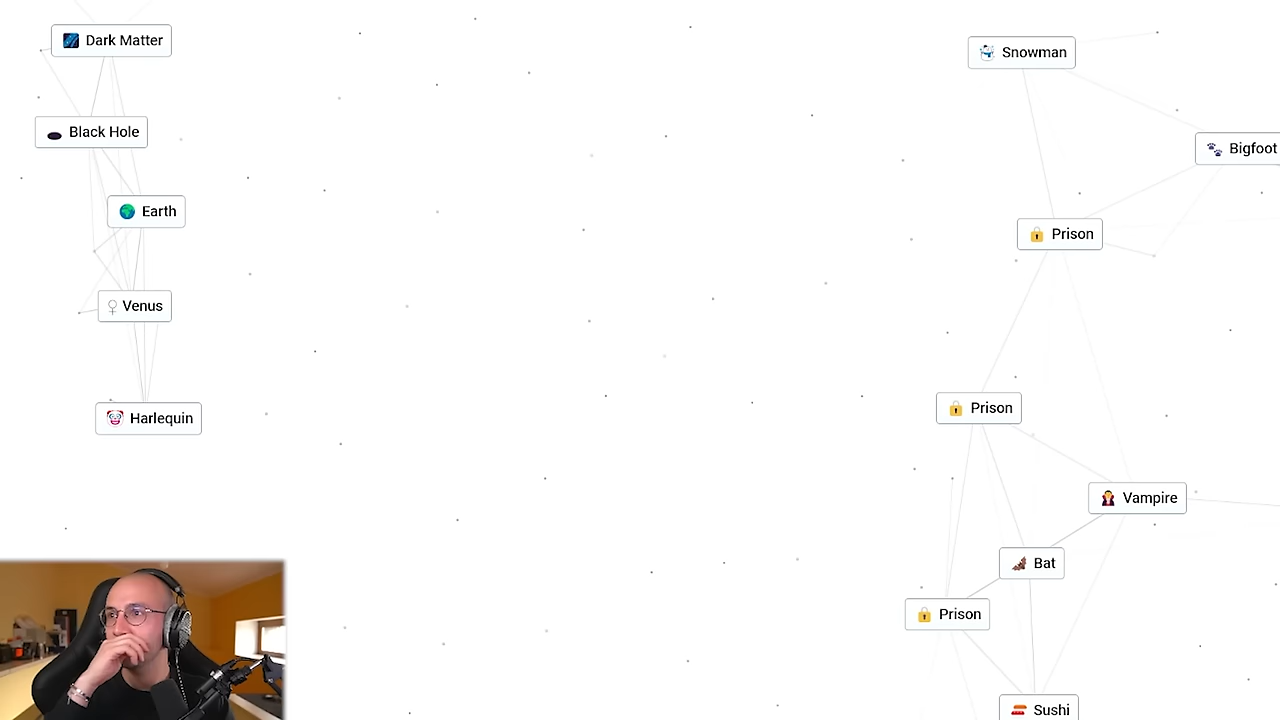 Dark Matter
Black Hole
Earth
Venus
Harlequin
Snowman
Bigfoot
Prison
Prison
Vampire
Bat
Prison
Sushi